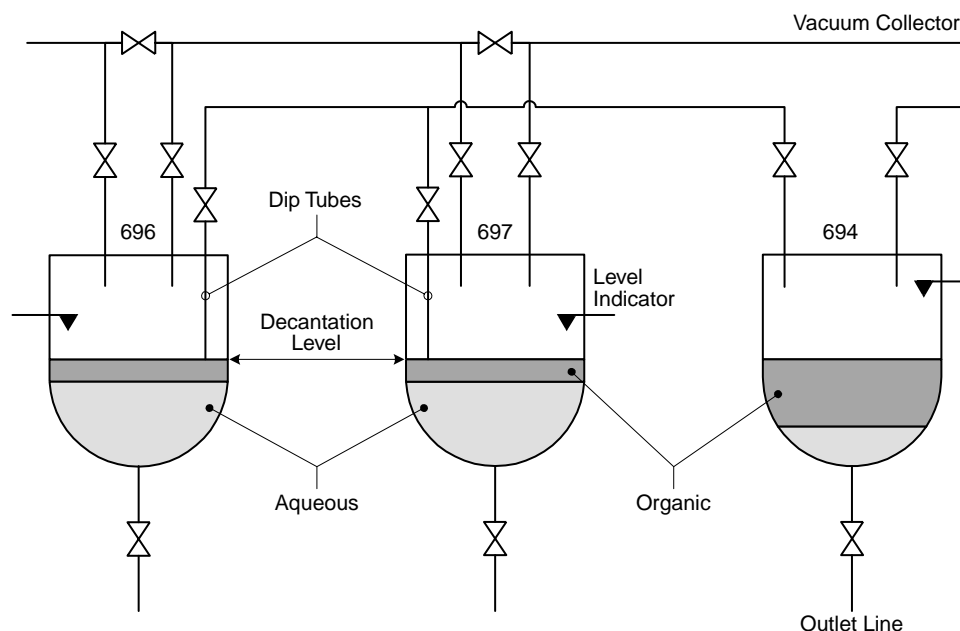 Vacuum Collector
Dip Tubes
696
697
694
Level
Indicator
Decantation
Level
Aqueous
Organic
Outlet Line